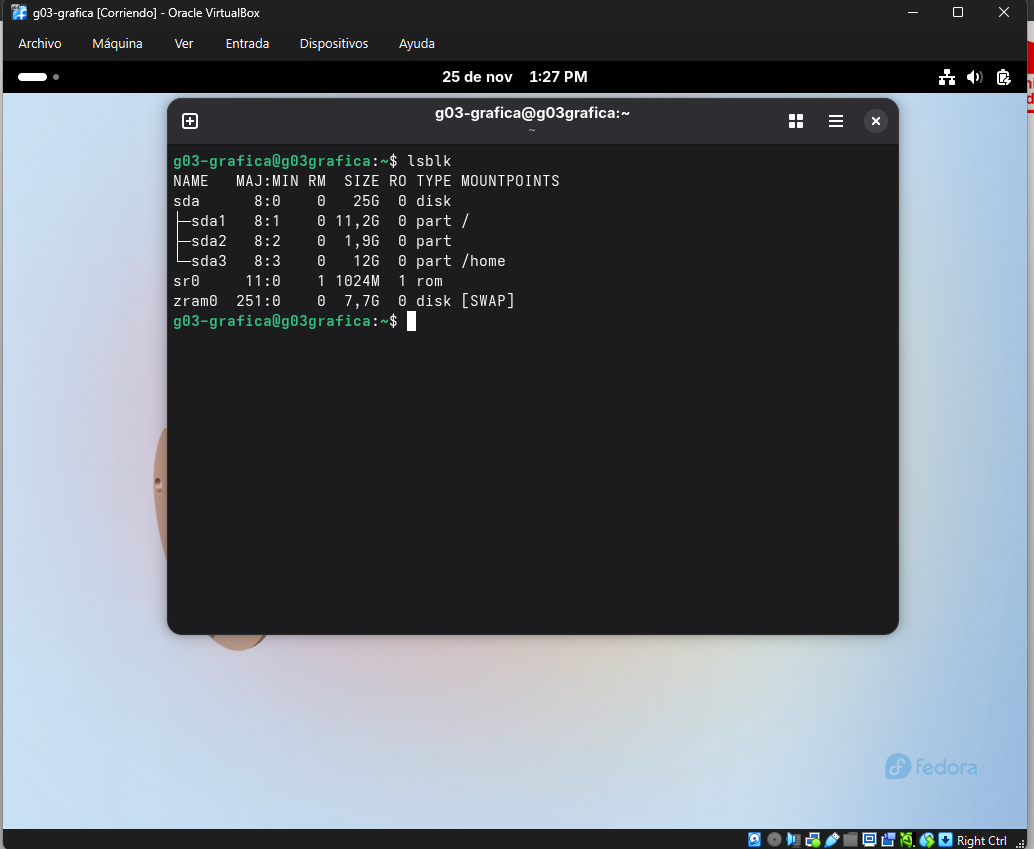 g03-grafica [Corriendo] - Oracle VirtualBox
Archivo Máquina Ver Entrada Dispositivos Ayuda
25 de nov 1:27 PM
g03-grafica@g03grafica:~
~
g03-grafica@g03grafica:~$ lsblk
NAME   MAJ:MIN RM  SIZE RO TYPE MOUNTPOINTS
sda      8:0    0   25G  0 disk
├─sda1   8:1    0 11,2G  0 part /
├─sda2   8:2    0  1,9G  0 part
└─sda3   8:3    0   12G  0 part /home
sr0     11:0    1 1024M  1 rom
zram0  251:0    0  7,7G  0 disk [SWAP]
g03-grafica@g03grafica:~$
fedora
Right Ctrl